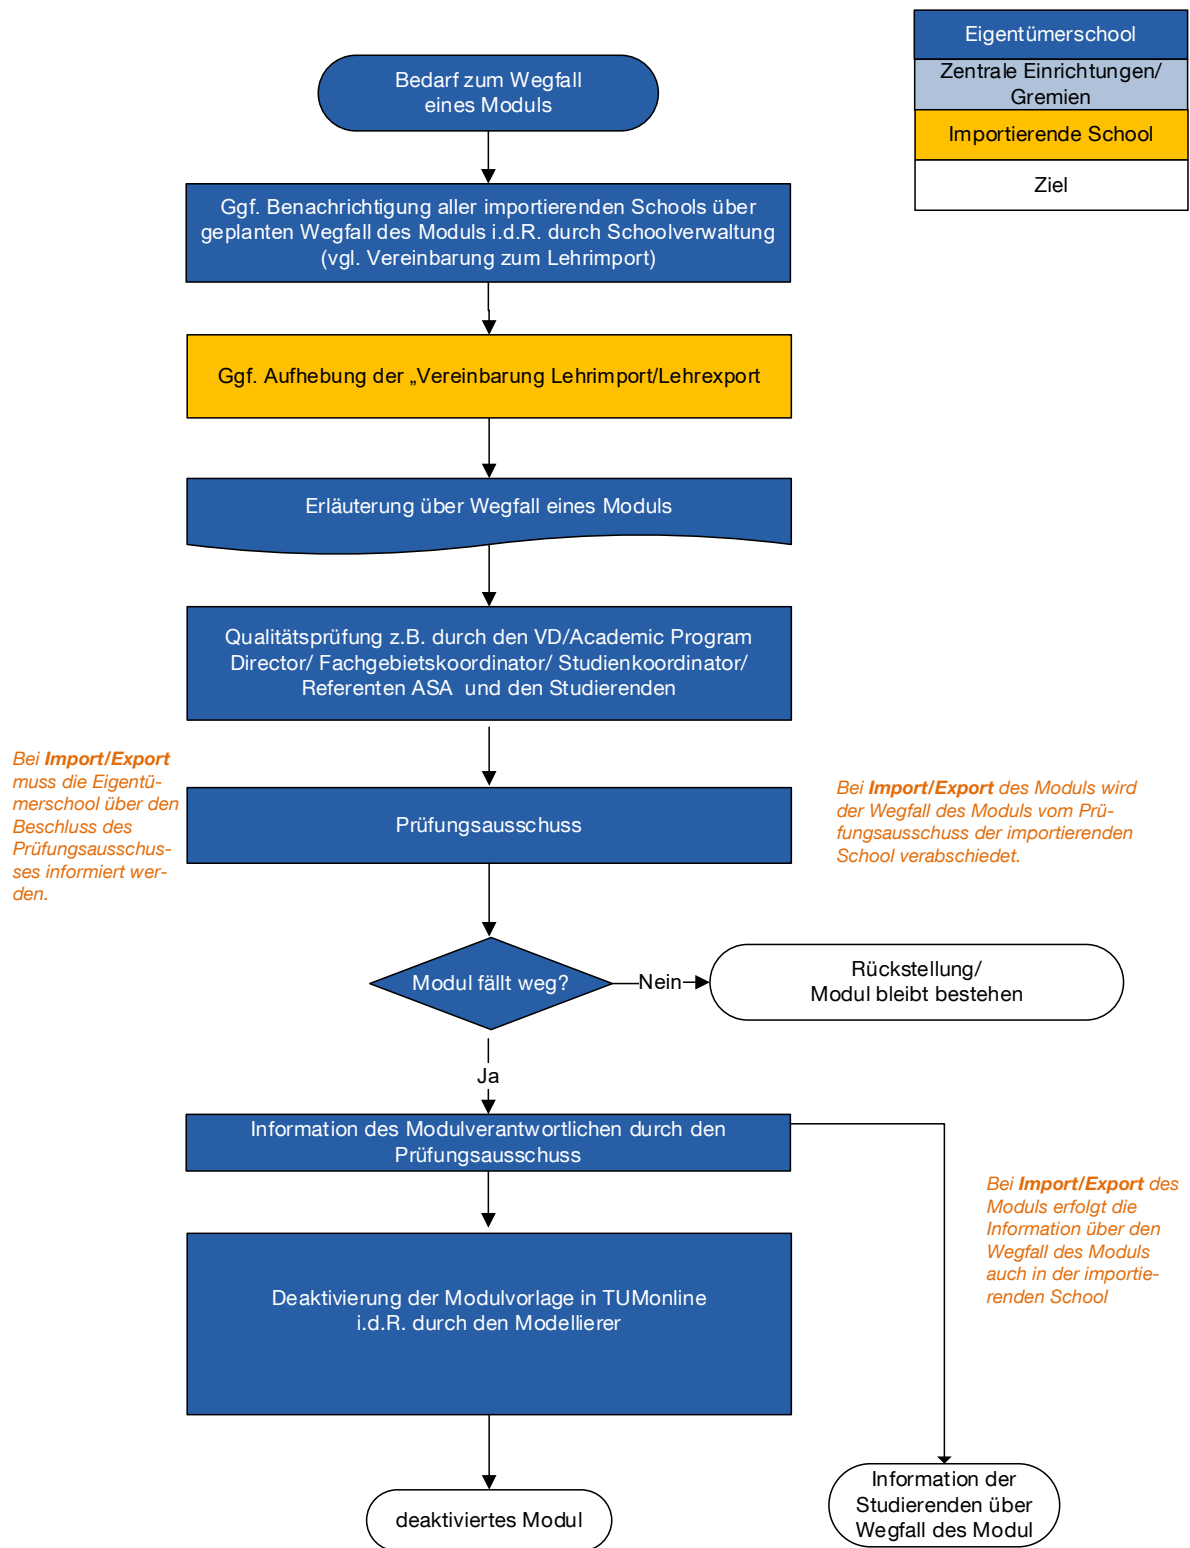 Eigentümerschool
Zentrale Einrichtungen/
Gremien
Importierende School
Ziel
Bedarf zum Wegfall
eines Moduls
Ggf. Benachrichtigung aller importierenden Schools über
geplanten Wegfall des Moduls i.d.R. durch Schoolverwaltung
(vgl. Vereinbarung zum Lehrimport)
Ggf. Aufhebung der „Vereinbarung Lehrimport/Lehrexport
Erläuterung über Wegfall eines Moduls
Qualitätsprüfung z.B. durch den VD/Academic Program
Director/ Fachgebietskoordinator/ Studienkoordinator/
Referenten ASA und den Studierenden
Bei Import/Export
muss die Eigentü-
merschool über den
Beschluss des
Prüfungsausschus-
ses informiert wer-
den.
Prüfungsausschuss
Bei Import/Export des Moduls wird
der Wegfall des Moduls vom Prü-
fungsausschuss der importierenden
School verabschiedet.
Modul fällt weg?
Nein
Rückstellung/
Modul bleibt bestehen
Ja
Information des Modulverantwortlichen durch den
Prüfungsausschuss
Bei Import/Export des
Moduls erfolgt die
Information über den
Wegfall des Moduls
auch in der importie-
renden School
Deaktivierung der Modulvorlage in TUMonline
i.d.R. durch den Modellierer
deaktiviertes Modul
Information der
Studierenden über
Wegfall des Modul